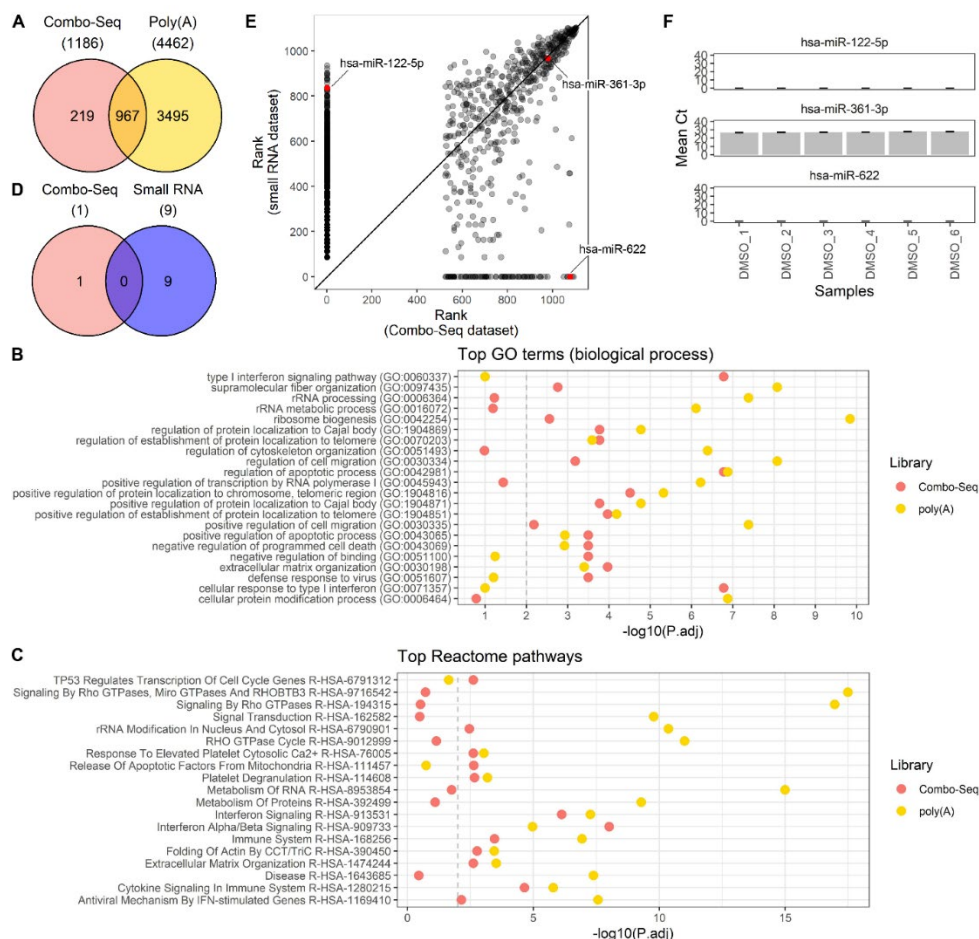 A
Combo-Seq Poly(A)
(1186) (4462)
219 967 3495
D
Combo-Seq Small RNA
(1) (9)
1 0 9
E
Rank
(small RNA dataset)
1000
800
600
400
200
0
hsa-miR-122-5p
hsa-miR-361-3p
hsa-miR-622
0 200 400 600 800 1000
Rank
(Combo-Seq dataset)
F
Mean Ct
hsa-miR-122-5p
40
30
20
10
0
hsa-miR-361-3p
40
30
20
10
0
hsa-miR-622
40
30
20
10
0
DMSO_1
DMSO_2
DMSO_3
DMSO_4
DMSO_5
DMSO_6
Samples
B
Top GO terms (biological process)
type I interferon signaling pathway (GO:0060337)
supramolecular fiber organization (GO:0097435)
rRNA processing (GO:0006364)
rRNA metabolic process (GO:0016072)
ribosome biogenesis (GO:0042254)
regulation of protein localization to Cajal body (GO:1904869)
regulation of establishment of protein localization to telomere (GO:0070203)
regulation of cytoskeleton organization (GO:0051493)
regulation of cell migration (GO:0030334)
regulation of apoptotic process (GO:0042981)
positive regulation of transcription by RNA polymerase I (GO:0045943)
positive regulation of protein localization to chromosome, telomeric region (GO:1904816)
positive regulation of protein localization to Cajal body (GO:1904871)
positive regulation of establishment of protein localization to telomere (GO:1904851)
positive regulation of cell migration (GO:0030335)
positive regulation of apoptotic process (GO:0043065)
negative regulation of programmed cell death (GO:0043069)
negative regulation of binding (GO:0051100)
extracellular matrix organization (GO:0030198)
defense response to virus (GO:0051607)
cellular response to type I interferon (GO:0071357)
cellular protein modification process (GO:0006464)
1 2 3 4 5 6 7 8 9 10
-log10(P.adj)
Library
Combo-Seq
poly(A)
C
Top Reactome pathways
TP53 Regulates Transcription Of Cell Cycle Genes R-HSA-6791312
Signaling By Rho GTPases, Miro GTPases And RHOBTB3 R-HSA-9716542
Signaling By Rho GTPases R-HSA-194315
Signal Transduction R-HSA-162582
rRNA Modification In Nucleus And Cytosol R-HSA-6790901
RHO GTPase Cycle R-HSA-9012999
Response To Elevated Platelet Cytosolic Ca2+ R-HSA-76005
Release Of Apoptotic Factors From Mitochondria R-HSA-111457
Platelet Degranulation R-HSA-114608
Metabolism Of RNA R-HSA-8953854
Metabolism Of Proteins R-HSA-392499
Interferon Signaling R-HSA-913531
Interferon Alpha/Beta Signaling R-HSA-909733
Immune System R-HSA-168256
Folding Of Actin By CCT/TriC R-HSA-390450
Extracellular Matrix Organization R-HSA-1474244
Disease R-HSA-1643685
Cytokine Signaling In Immune System R-HSA-1280215
Antiviral Mechanism By IFN-stimulated Genes R-HSA-1169410
0 5 10 15
-log10(P.adj)
Library
Combo-Seq
poly(A)